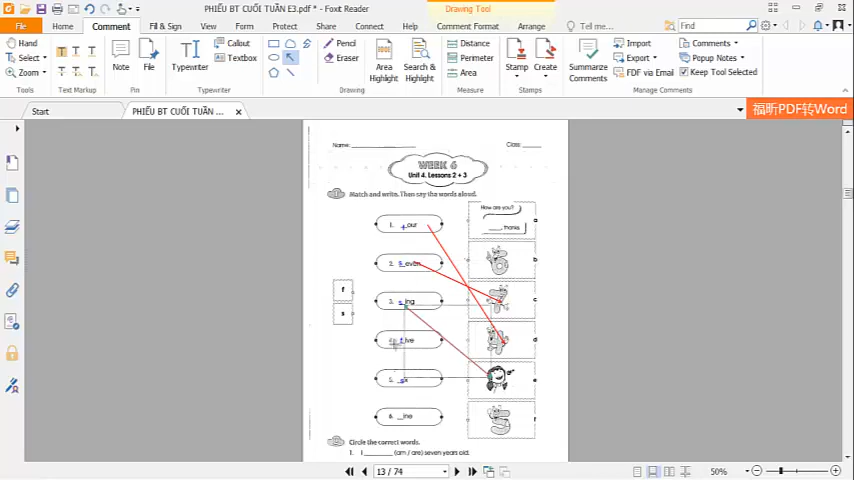 PHIẾU BT CUỐI TUẦN E3.pdf * - Foxit Reader
Drawing Tool
File Home Comment Fill & Sign View Form Protect Share Connect Help Comment Format Arrange Tell me... Find
Hand
Select
Zoom
Tools
T T T
T T T
Text Markup
Note
File
Typewriter
Callout
Textbox
Typewriter
Pencil
Eraser
Drawing
Area Highlight
Search & Highlight
Distance
Perimeter
Area
Measure
Stamp
Create
Stamps
Summarize Comments
Import
Export
FDF via Email
Comments
Popup Notes
Keep Tool Selected
Manage Comments
Start
PHIẾU BT CUỐI TUẦN ...
福昕PDF转Word
Name: Class:
WEEK 6
Unit 4. Lessons 2 + 3
Match and write. Then say the words aloud.
1. our
2. s even
3. s ing
ive
5. s
6. _ine
f
s
How are you?
____, thanks
a
b
c
d
e
f
Circle the correct words.
1. I ______ (am / are) seven years old.
13 / 74
50%